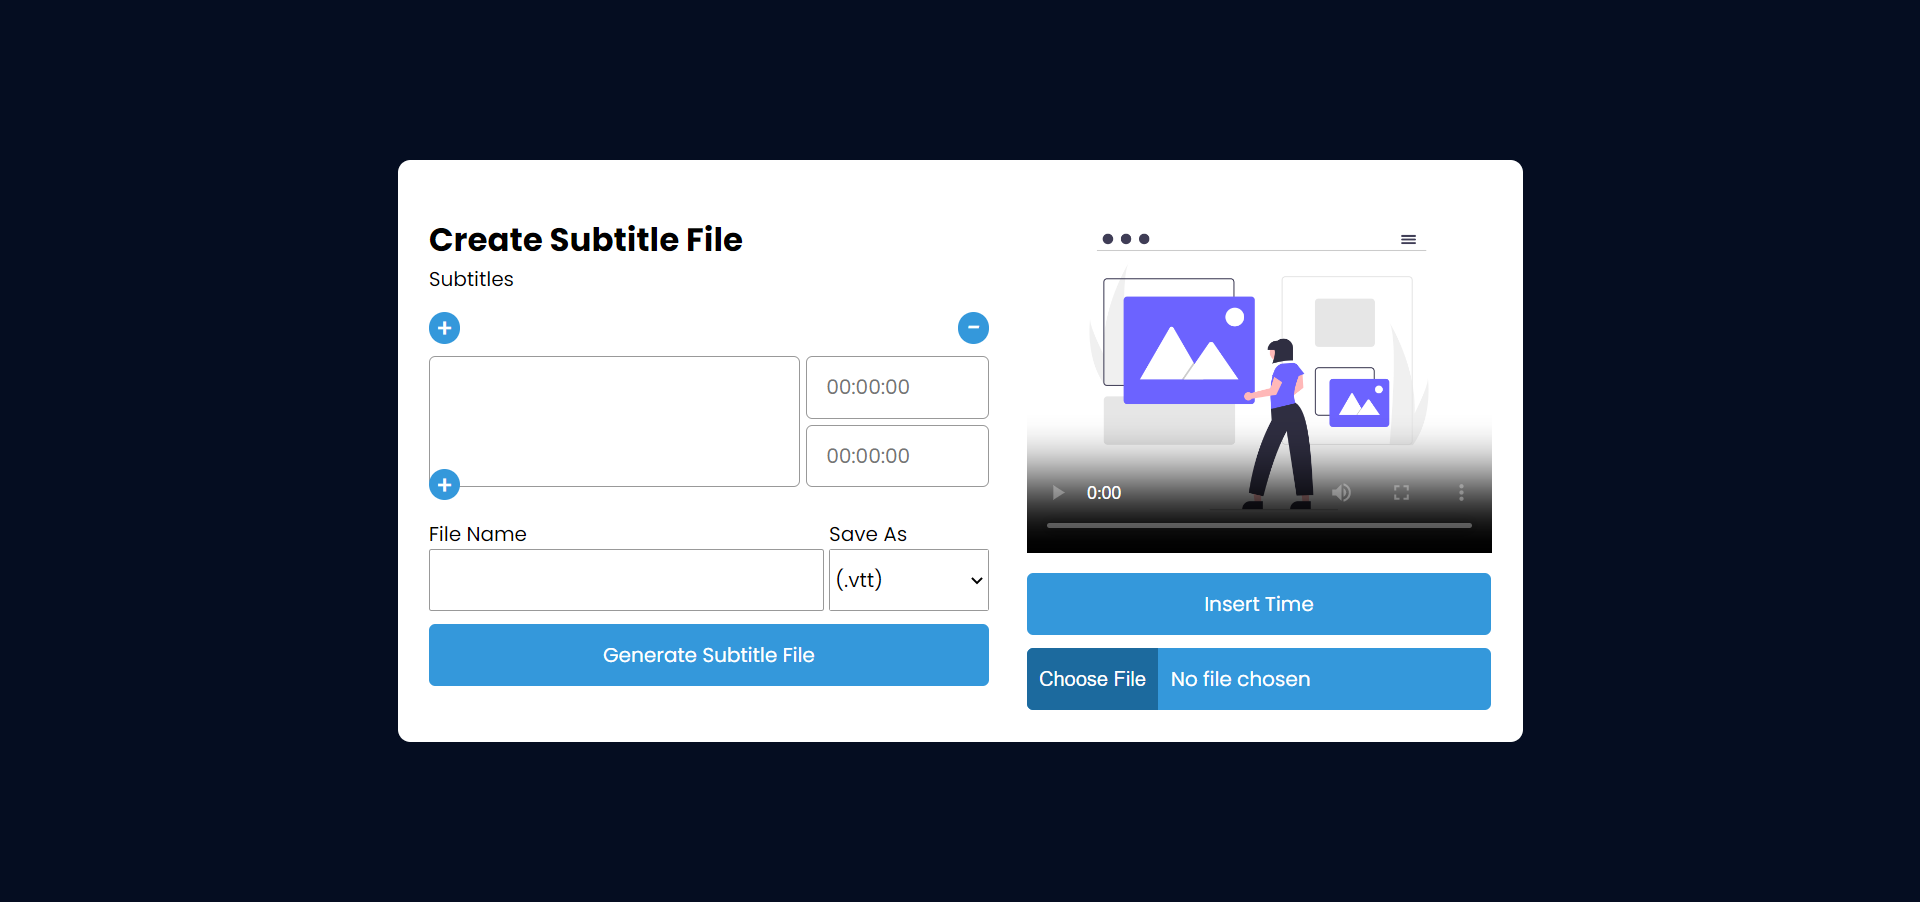 Create Subtitle File
Subtitles
+
−
00:00:00
00:00:00
+
File Name
Save As
(.vtt)
Generate Subtitle File
0:00
Insert Time
Choose File No file chosen